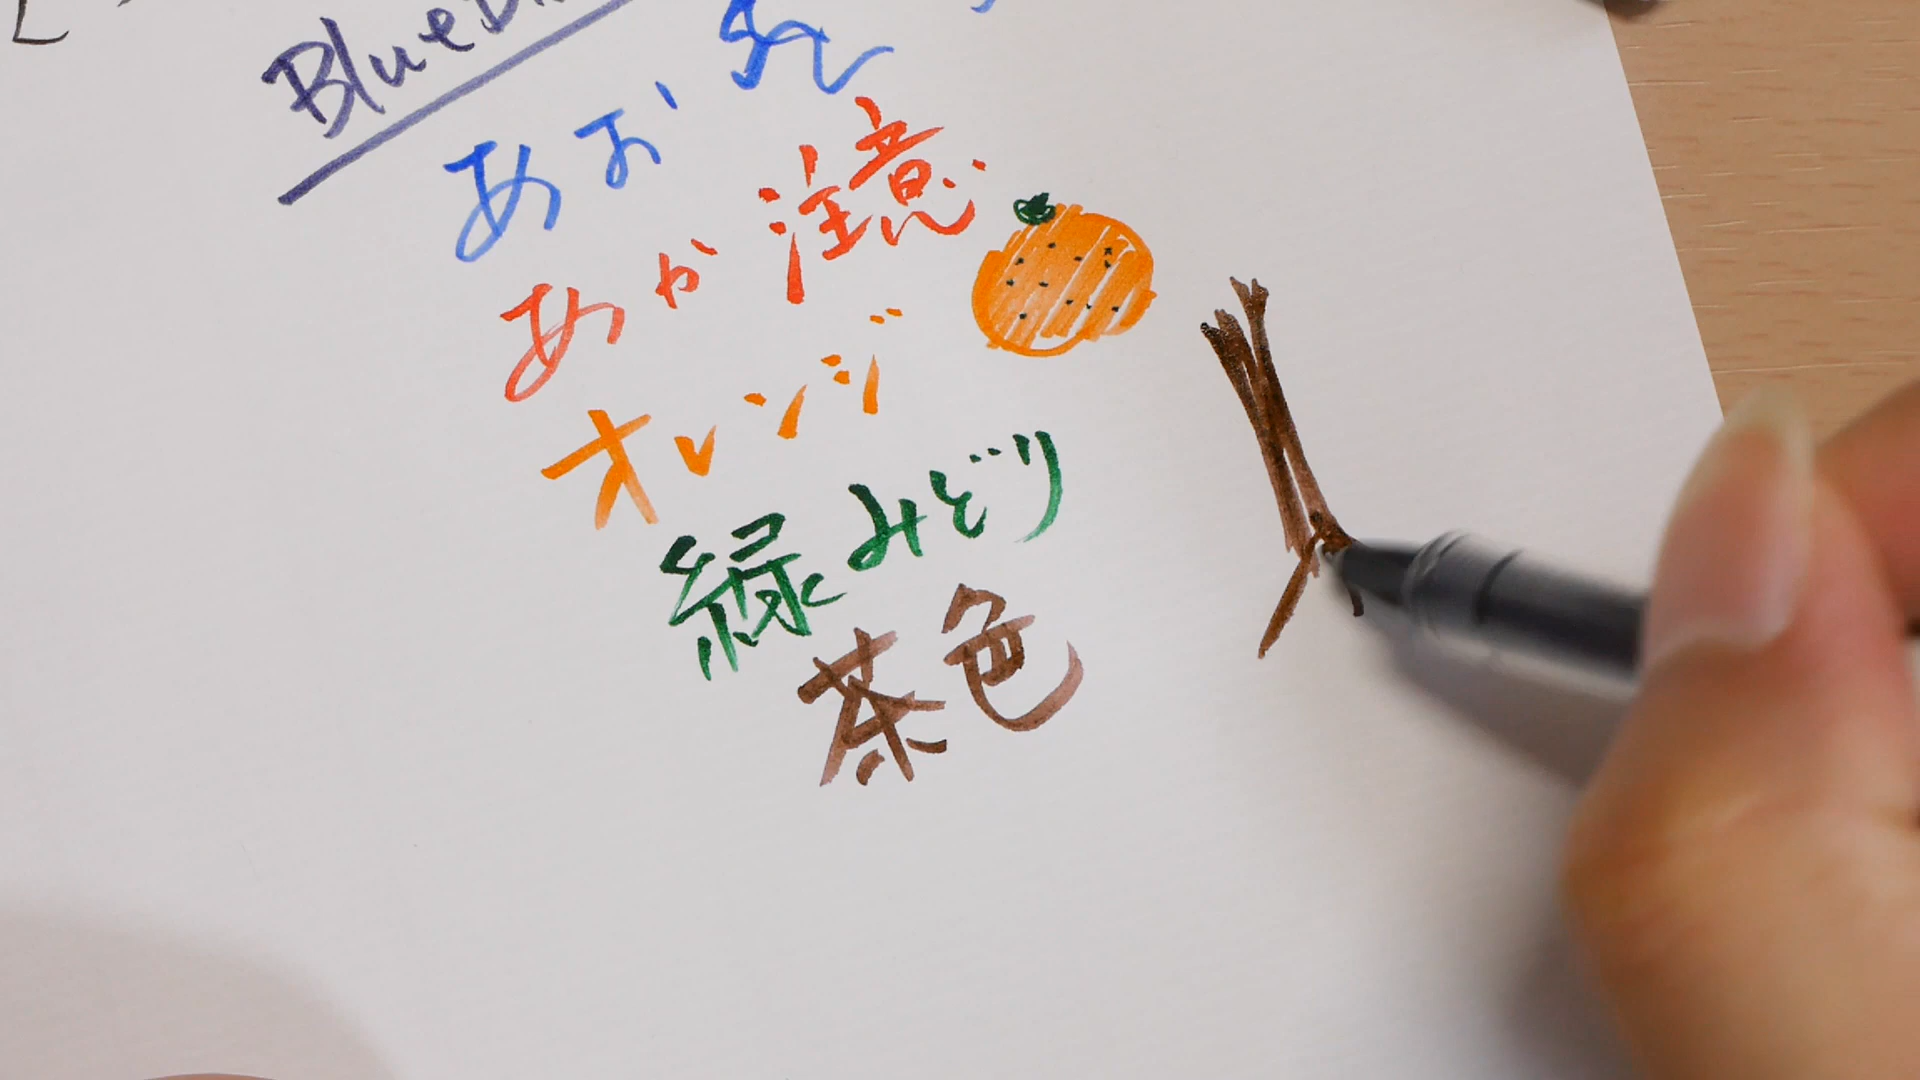 Blue
あお
あか 注意
オレンジ
緑 みどり
茶色